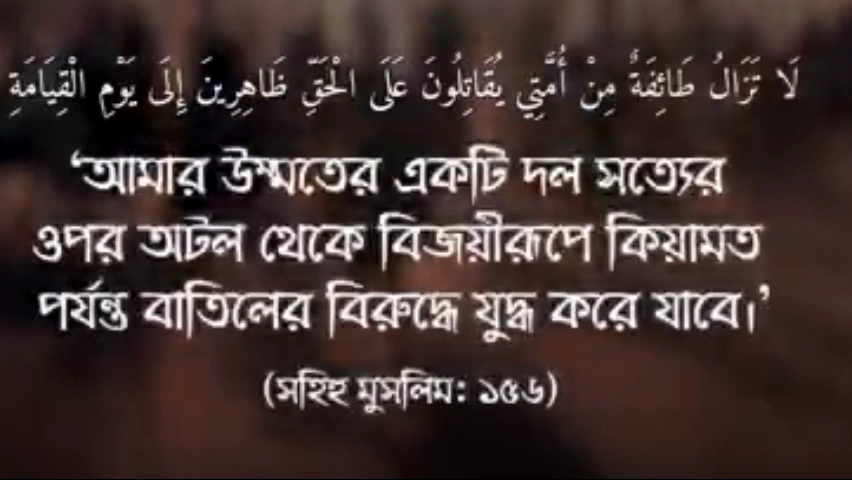 لَا تَزَالُ طَائِفَةٌ مِنْ أُمَّتِي يُقَاتِلُونَ عَلَى الْحَقِّ ظَاهِرِينَ إِلَى يَوْمِ الْقِيَامَةِ
‘আমার উম্মতের একটি দল সত্যের
ওপর অটল থেকে বিজয়ীরূপে কিয়ামত
পর্যন্ত বাতিলের বিরুদ্ধে যুদ্ধ করে যাবে।’
(সহিহ মুসলিম: ১৫৬)